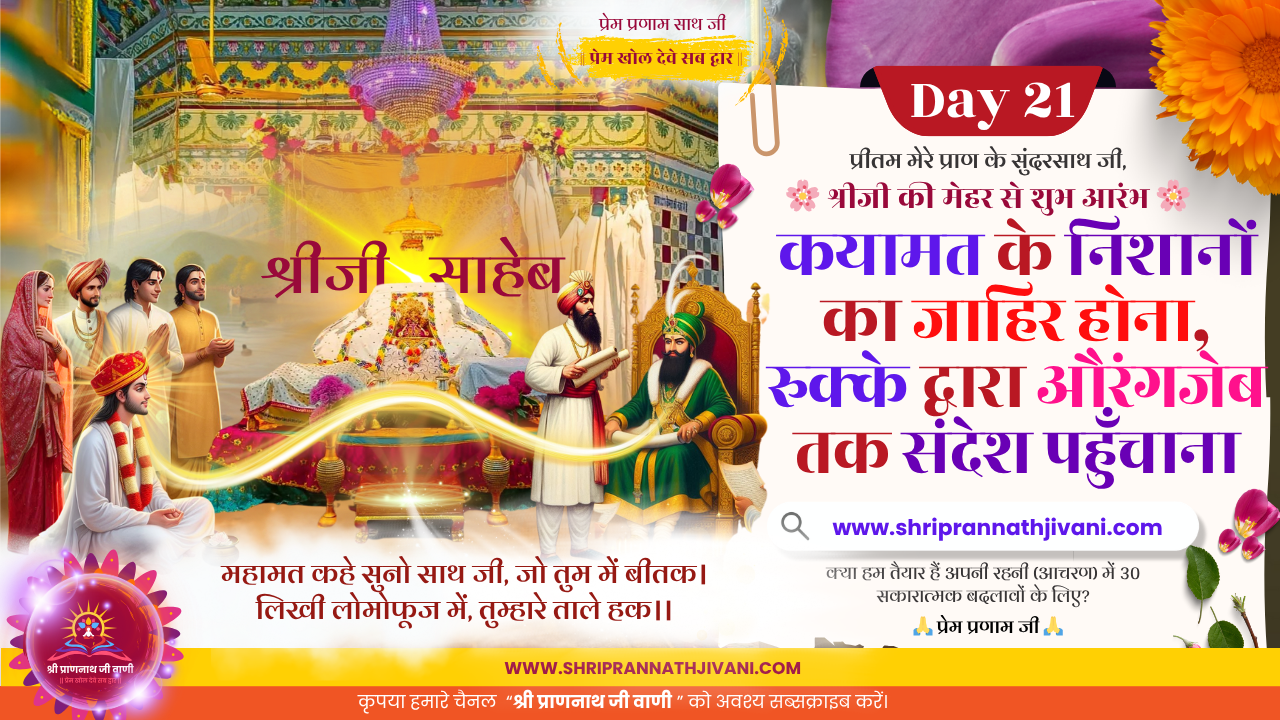 प्रेम प्रणाम साथ जी
प्रेम खोल देवे सब द्वार
Day 21
प्रीतम मेरे प्राण के सुंदरसाथ जी,
🌸 श्रीजी की मेहर से शुभ आरंभ 🌸
कयामत के निशानों
का जाहिर होना,
रुक्के द्वारा औरंगजेब
तक संदेश पहुँचाना
www.shriprannathjivani.com
क्या हम तैयार हैं अपनी रहनी (आचरण) में 30
सकारात्मक बदलावों के लिए?
🙏 प्रेम प्रणाम जी 🙏
श्रीजी साहेब
महामत कहे सुनो साथ जी, जो तुम में बीतक।
लिखी लोमोफूज में, तुम्हारे ताले हक।।
श्री प्राणनाथ जी वाणी
|| प्रेम खोल देवे सब द्वार ||
WWW.SHRIPRANNATHJIVANI.COM
कृपया हमारे चैनल “श्री प्राणनाथ जी वाणी ” को अवश्य सब्सक्राइब करें।